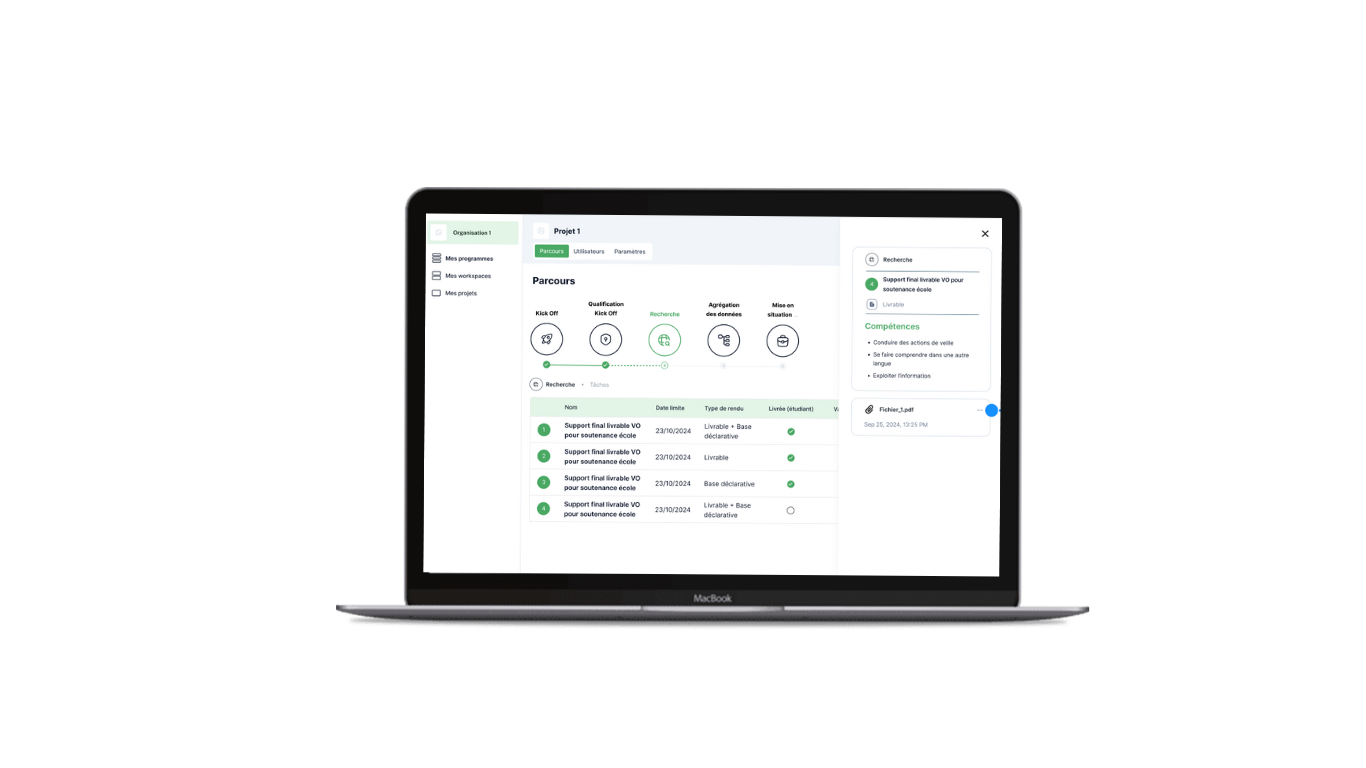 Organisation 1
Mes programmes
Mes workspaces
Mes projets
Projet 1
Parcours
Utilisateurs
Paramètres
Parcours
Kick Off
Qualification
Kick Off
Recherche
Agrégation
des données
Mise en
situation ...
Recherche • Tâches
Nom
Date limite
Type de rendu
Livrée (étudiant)
1
Support final livrable VO
pour soutenance école
23/10/2024
Livrable + Base
déclarative
2
Support final livrable VO
pour soutenance école
23/10/2024
Livrable
3
Support final livrable VO
pour soutenance école
23/10/2024
Base déclarative
4
Support final livrable VO
pour soutenance école
23/10/2024
Livrable + Base
déclarative
Recherche
4
Support final livrable VO pour
soutenance école
Livrable
Compétences
• Conduire des actions de veille
• Se faire comprendre dans une autre
langue
• Exploiter l'information
Fichier_1.pdf
Sep 25, 2024, 13:25 PM
MacBook